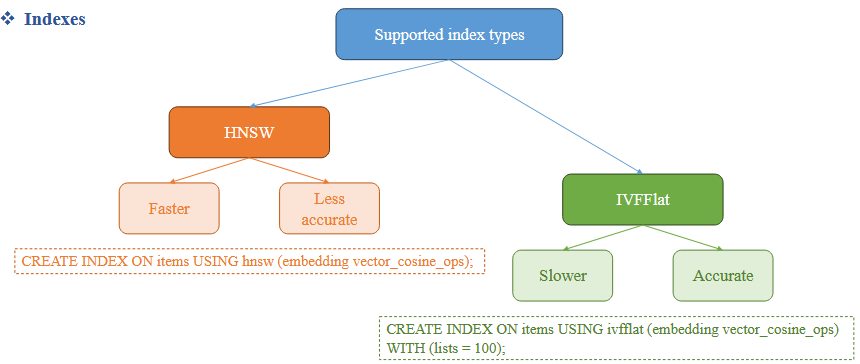 ❖ Indexes
Supported index types
HNSW
Faster
Less
accurate
CREATE INDEX ON items USING hnsw (embedding vector_cosine_ops);
IVFFlat
Slower
Accurate
CREATE INDEX ON items USING ivfflat (embedding vector_cosine_ops)
WITH (lists = 100);